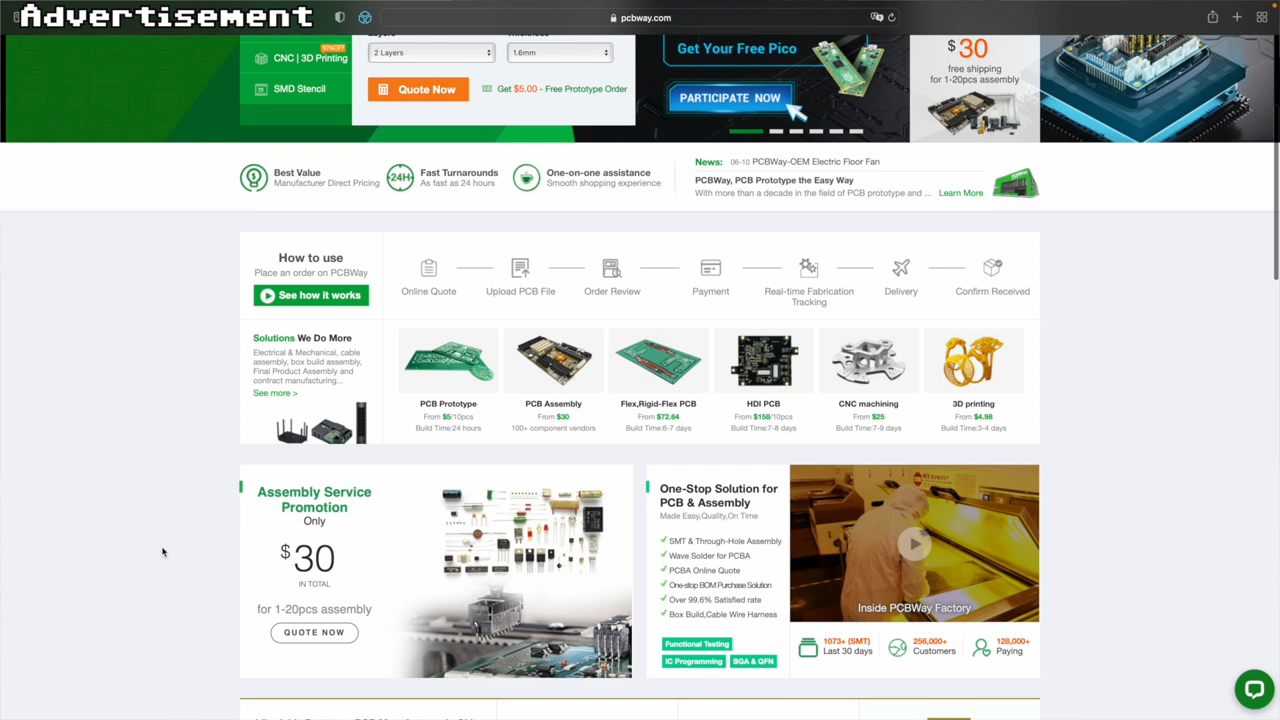 Advertisement
pcbway.com
10%OFF
CNC | 3D Printing
SMD Stencil
2 Layers
1.6mm
Quote Now
Get $5.00 - Free Prototype Order
Get Your Free Pico
PARTICIPATE NOW
$30
free shipping
for 1-20pcs assembly
Best Value
Manufacturer Direct Pricing
24H
Fast Turnarounds
As fast as 24 hours
One-on-one assistance
Smooth shopping experience
News: 06-10 PCBWay-OEM Electric Floor Fan
PCBWay, PCB Prototype the Easy Way
With more than a decade in the field of PCB prototype and ... Learn More
How to use
Place an order on PCBWay
See how it works
Online Quote
Upload PCB File
Order Review
Payment
Real-time Fabrication
Tracking
Delivery
Confirm Received
Solutions We Do More
Electrical & Mechanical, cable
assembly, box build assembly,
Final Product Assembly and
contract manufacturing...
See more >
PCB Prototype
From $5/10pcs
Build Time:24 hours
PCB Assembly
From $30
100+ component vendors
Flex,Rigid-Flex PCB
From $72.64
Build Time:6-7 days
HDI PCB
From $158/10pcs
Build Time:7-8 days
CNC machining
From $25
Build Time:7-9 days
3D printing
From $4.98
Build Time:3-4 days
Assembly Service
Promotion
Only
$30
IN TOTAL
for 1-20pcs assembly
QUOTE NOW
One-Stop Solution for
PCB & Assembly
Made Easy,Quality,On Time
SMT & Through-Hole Assembly
Wave Solder for PCBA
PCBA Online Quote
One-stop BOM Purchase Solution
Over 99.6% Satisfied rate
Box Build,Cable Wire Harness
Functional Testing
IC Programming
BGA & QFN
Inside PCBWay Factory
1073+ (SMT)
Last 30 days
256,000+
Customers
128,000+
Paying